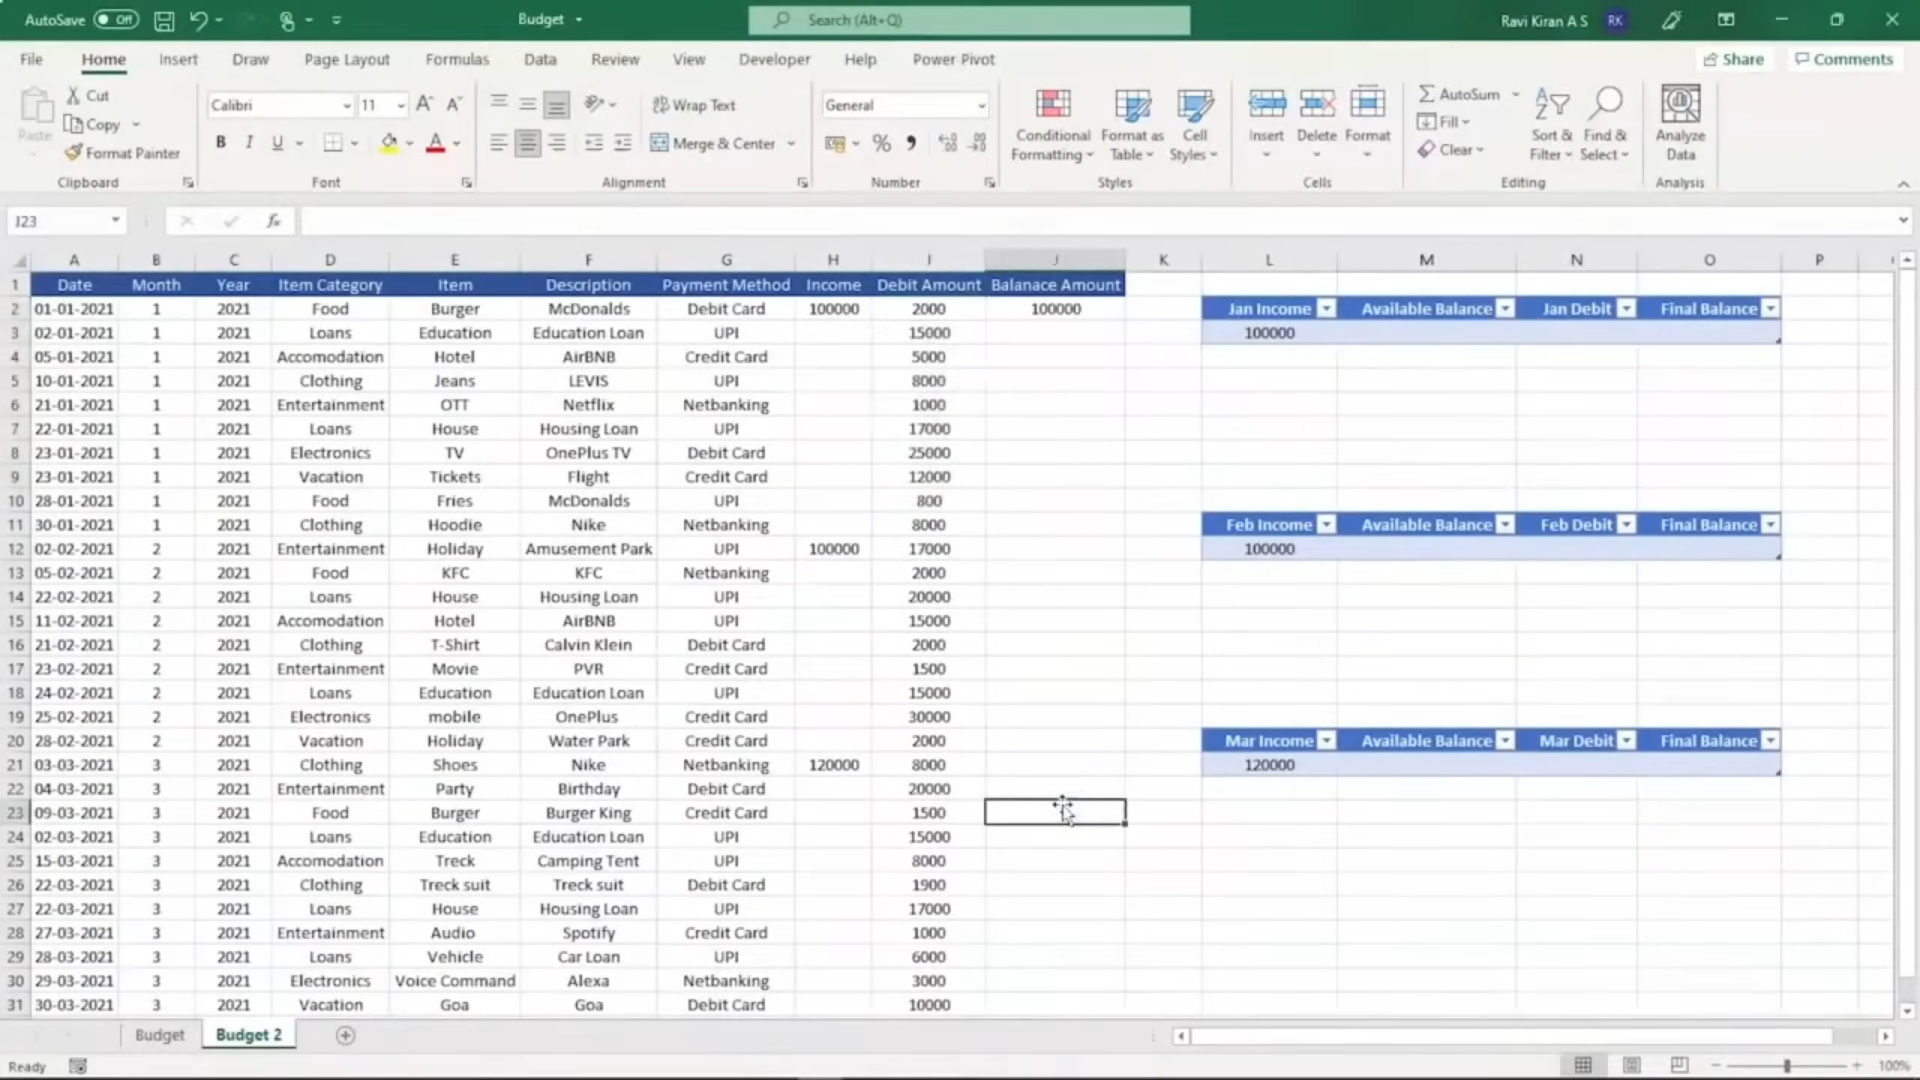 AutoSave Off Budget Search (Alt+Q) Ravi Kiran A S RK
File Home Insert Draw Page Layout Formulas Data Review View Developer Help Power Pivot Share Comments
Paste Cut Copy Format Painter Clipboard
Calibri 11 B I U A Font
Wrap Text Merge & Center Alignment
General % Number
Conditional Formatting Format as Table Cell Styles Styles
Insert Delete Format Cells
AutoSum Fill Clear Sort & Filter Find & Select Editing
Analyze Data Analysis
J23 fx
A B C D E F G H I J K L M N O P
1 Date Month Year Item Category Item Description Payment Method Income Debit Amount Balanace Amount
2 01-01-2021 1 2021 Food Burger McDonalds Debit Card 100000 2000 100000 Jan Income Available Balance Jan Debit Final Balance
3 02-01-2021 1 2021 Loans Education Education Loan UPI 15000 100000
4 05-01-2021 1 2021 Accomodation Hotel AirBNB Credit Card 5000
5 10-01-2021 1 2021 Clothing Jeans LEVIS UPI 8000
6 21-01-2021 1 2021 Entertainment OTT Netflix Netbanking 1000
7 22-01-2021 1 2021 Loans House Housing Loan UPI 17000
8 23-01-2021 1 2021 Electronics TV OnePlus TV Debit Card 25000
9 23-01-2021 1 2021 Vacation Tickets Flight Credit Card 12000
10 28-01-2021 1 2021 Food Fries McDonalds UPI 800
11 30-01-2021 1 2021 Clothing Hoodie Nike Netbanking 8000 Feb Income Available Balance Feb Debit Final Balance
12 02-02-2021 2 2021 Entertainment Holiday Amusement Park UPI 100000 17000 100000
13 05-02-2021 2 2021 Food KFC KFC Netbanking 2000
14 22-02-2021 2 2021 Loans House Housing Loan UPI 20000
15 11-02-2021 2 2021 Accomodation Hotel AirBNB UPI 15000
16 21-02-2021 2 2021 Clothing T-Shirt Calvin Klein Debit Card 2000
17 23-02-2021 2 2021 Entertainment Movie PVR Credit Card 1500
18 24-02-2021 2 2021 Loans Education Education Loan UPI 15000
19 25-02-2021 2 2021 Electronics mobile OnePlus Credit Card 30000
20 28-02-2021 2 2021 Vacation Holiday Water Park Credit Card 2000 Mar Income Available Balance Mar Debit Final Balance
21 03-03-2021 3 2021 Clothing Shoes Nike Netbanking 120000 8000 120000
22 04-03-2021 3 2021 Entertainment Party Birthday Debit Card 20000
23 09-03-2021 3 2021 Food Burger Burger King Credit Card 1500
24 02-03-2021 3 2021 Loans Education Education Loan UPI 15000
25 15-03-2021 3 2021 Accomodation Treck Camping Tent UPI 8000
26 22-03-2021 3 2021 Clothing Treck suit Treck suit Debit Card 1900
27 22-03-2021 3 2021 Loans House Housing Loan UPI 17000
28 27-03-2021 3 2021 Entertainment Audio Spotify Credit Card 1000
29 28-03-2021 3 2021 Loans Vehicle Car Loan UPI 6000
30 29-03-2021 3 2021 Electronics Voice Command Alexa Netbanking 3000
31 30-03-2021 3 2021 Vacation Goa Goa Debit Card 10000
Budget Budget 2
Ready 100%